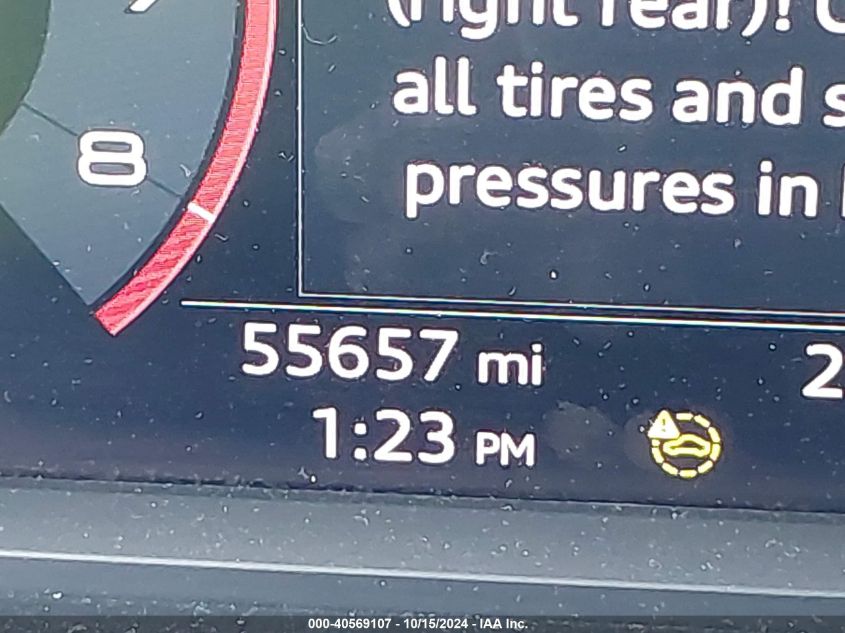 (right rear)!
all tires and
pressures in
8
55657 mi
1:23 PM
000-40569107 - 10/15/2024 - IAA Inc.